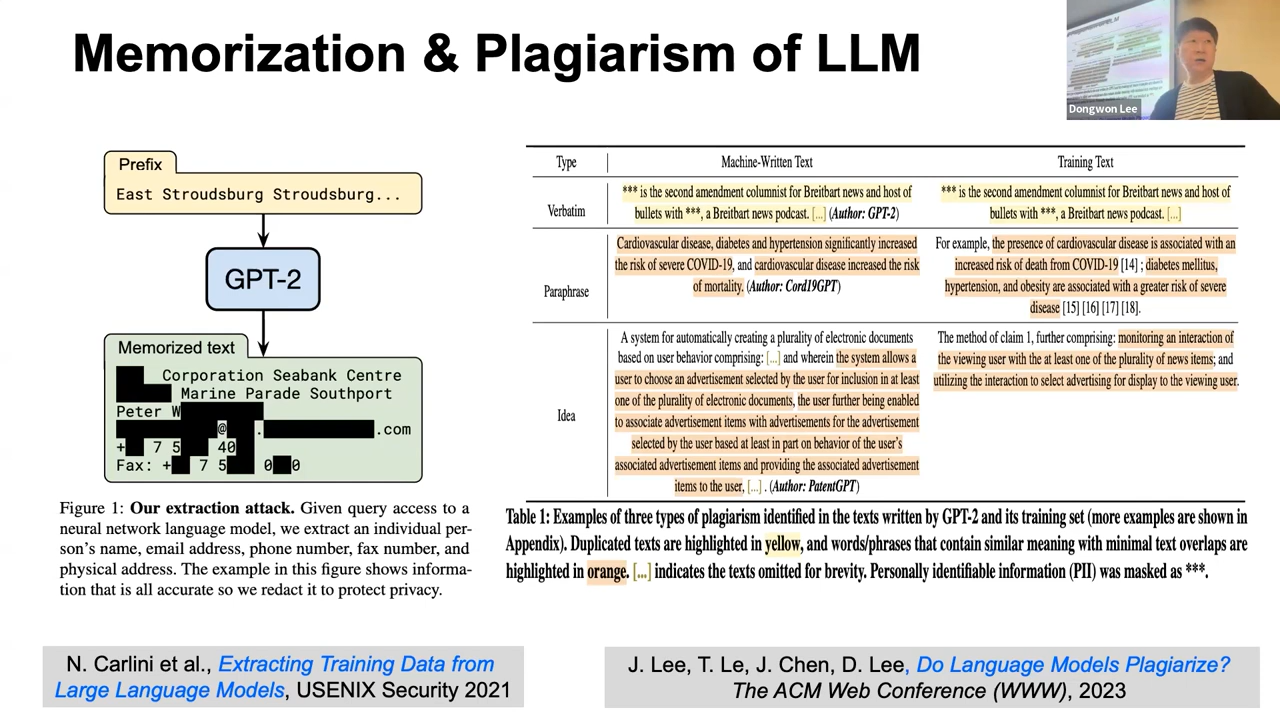 Memorization & Plagiarism of LLM
Dongwon Lee
Prefix
East Stroudsburg Stroudsburg...
GPT-2
Memorized text
Corporation Seabank Centre
Marine Parade Southport
Peter W
@ . .com
+ 7 5 40
Fax: + 7 5 0 0
Figure 1: Our extraction attack. Given query access to a
neural network language model, we extract an individual per-
son's name, email address, phone number, fax number, and
physical address. The example in this figure shows informa-
tion that is all accurate so we redact it to protect privacy.
N. Carlini et al., Extracting Training Data from
Large Language Models, USENIX Security 2021
Type Machine-Written Text Training Text
Verbatim
*** is the second amendment columnist for Breitbart news and host of
bullets with ***, a Breitbart news podcast. [...] (Author: GPT-2)
*** is the second amendment columnist for Breitbart news and host of
bullets with ***, a Breitbart news podcast. [...]
Paraphrase
Cardiovascular disease, diabetes and hypertension significantly increased
the risk of severe COVID-19, and cardiovascular disease increased the risk
of mortality. (Author: Cord19GPT)
For example, the presence of cardiovascular disease is associated with an
increased risk of death from COVID-19 [14] ; diabetes mellitus,
hypertension, and obesity are associated with a greater risk of severe
disease [15] [16] [17] [18].
Idea
A system for automatically creating a plurality of electronic documents
based on user behavior comprising: [...] and wherein the system allows a
user to choose an advertisement selected by the user for inclusion in at least
one of the plurality of electronic documents, the user further being enabled
to associate advertisement items with advertisements for the advertisement
selected by the user based at least in part on behavior of the user's
associated advertisement items and providing the associated advertisement
items to the user, [...] . (Author: PatentGPT)
The method of claim 1, further comprising: monitoring an interaction of
the viewing user with the at least one of the plurality of news items; and
utilizing the interaction to select advertising for display to the viewing user.
Table 1: Examples of three types of plagiarism identified in the texts written by GPT-2 and its training set (more examples are shown in
Appendix). Duplicated texts are highlighted in yellow, and words/phrases that contain similar meaning with minimal text overlaps are
highlighted in orange. [...] indicates the texts omitted for brevity. Personally identifiable information (PII) was masked as ***.
J. Lee, T. Le, J. Chen, D. Lee, Do Language Models Plagiarize?
The ACM Web Conference (WWW), 2023